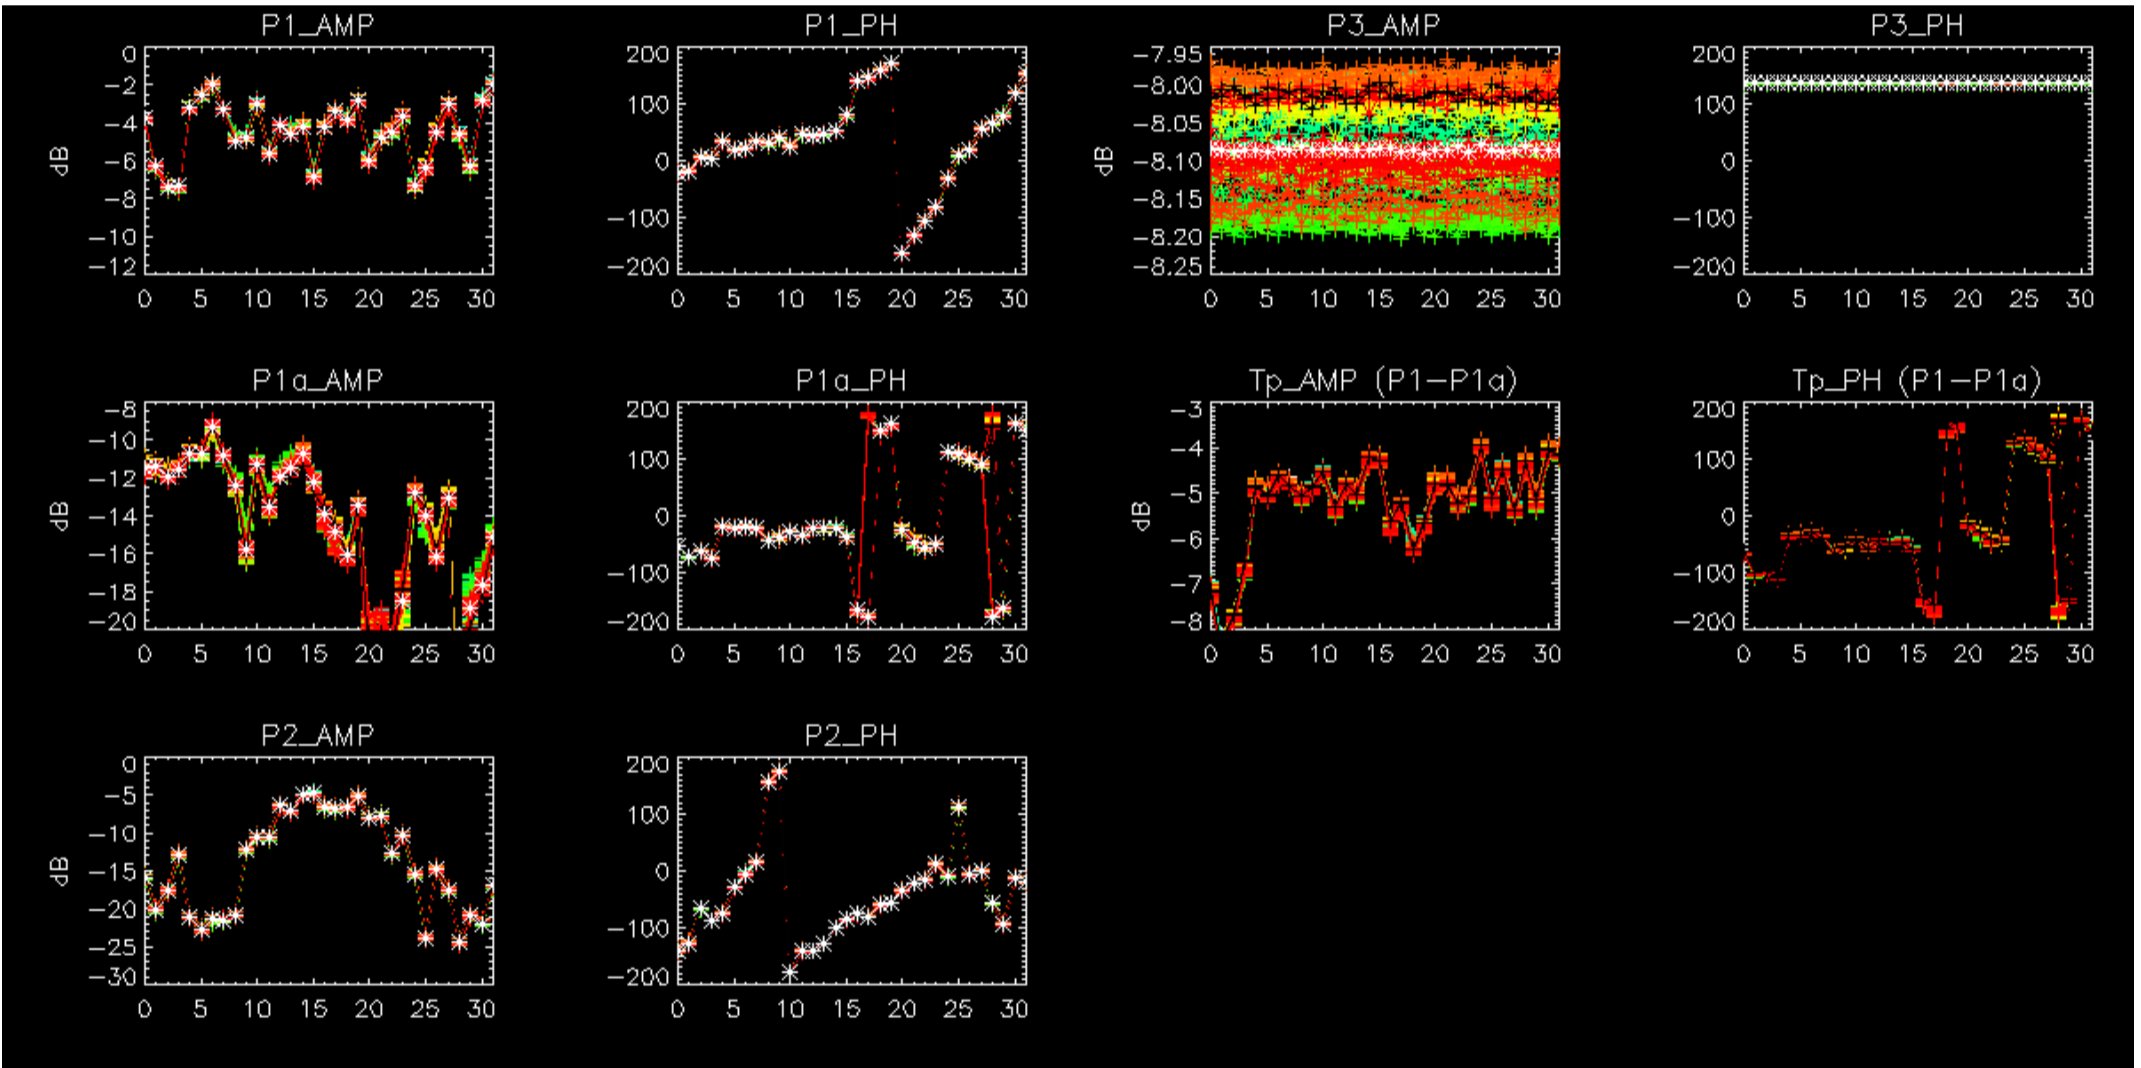 P1_AMP P1_PH P3_AMP P3_PH
0 200 -7.95 200
-2 100 -8.00 100
-4 0 -8.05 0
dB -6 -100 dB -8.10 -100
-8 -200 -8.15 -200
-10 -8.20
-12 -8.25
0 5 10 15 20 25 30 0 5 10 15 20 25 30 0 5 10 15 20 25 30 0 5 10 15 20 25 30
P1a_AMP P1a_PH Tp_AMP (P1-P1a) Tp_PH (P1-P1a)
-8 200 -3 200
-10 100 -4 100
-12 0 -5 0
dB -14 -100 dB -6 -100
-16 -200 -7 -200
-18 -8
-20
0 5 10 15 20 25 30 0 5 10 15 20 25 30 0 5 10 15 20 25 30 0 5 10 15 20 25 30
P2_AMP P2_PH
0 200
-5 100
-10 0
dB -15 -100
-20 -200
-25
-30
0 5 10 15 20 25 30 0 5 10 15 20 25 30